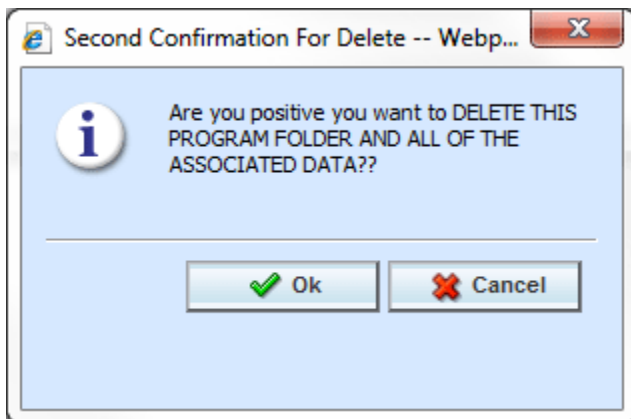 Second Confirmation For Delete -- Webp...
Are you positive you want to DELETE THIS
PROGRAM FOLDER AND ALL OF THE
ASSOCIATED DATA??
Ok
Cancel